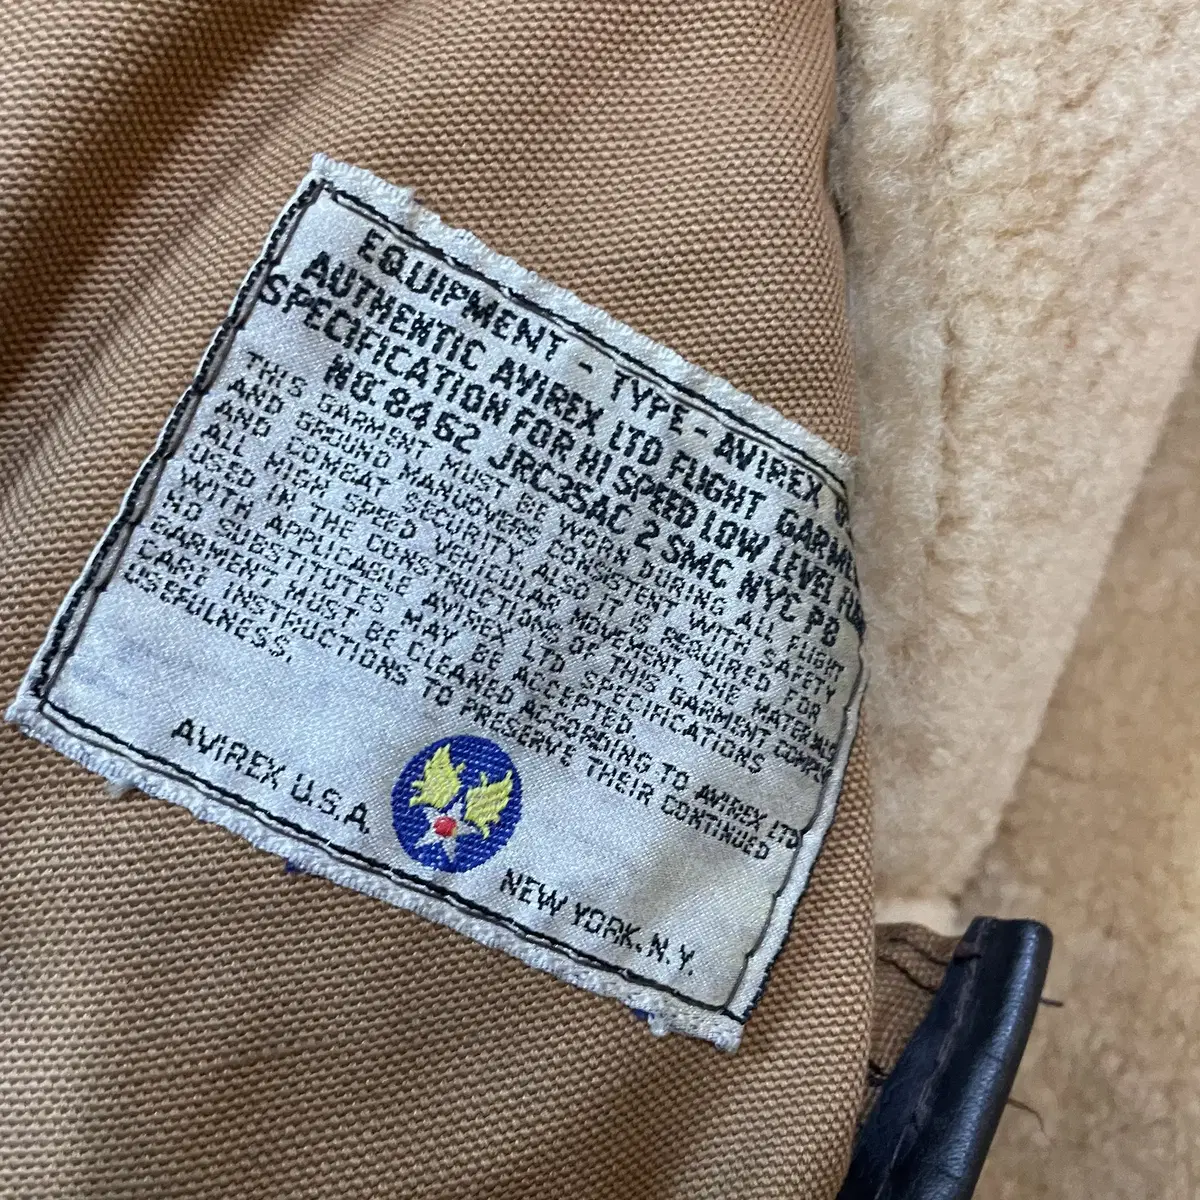 EQUIPMENT - TYPE - AVIREX
AUTHENTIC AVIREX LTD FLIGHT
SPECIFICATION FOR HI SPEED LOW LEVEL
NO. 8462 JRC3SAC 2 SMC NYC P8
THIS GARMENT MUST BE WORN DURING ALL FLIGHT
AND GROUND MANUOVERS CONSISTENT WITH SAFETY
AND COMBAT SECURITY. ALSO IT IS REQUIRED FOR
ALL HIGH SPEED VEHICULAR MOVEMENT. THE MATERIALS
USED IN THE CONSTRUCTIONS OF THIS GARMENT COMPLY
WITH APPLICABLE AVIREX LTD SPECIFICATIONS
NO SUBSTITUTES MAY BE ACCEPTED
GARMENT MUST BE CLEANED ACCORDING TO AVIREX LTD
CARE INSTRUCTIONS TO PRESERVE THEIR CONTINUED
USEFULNESS.
AVIREX U.S.A.
NEW YORK. N.Y.